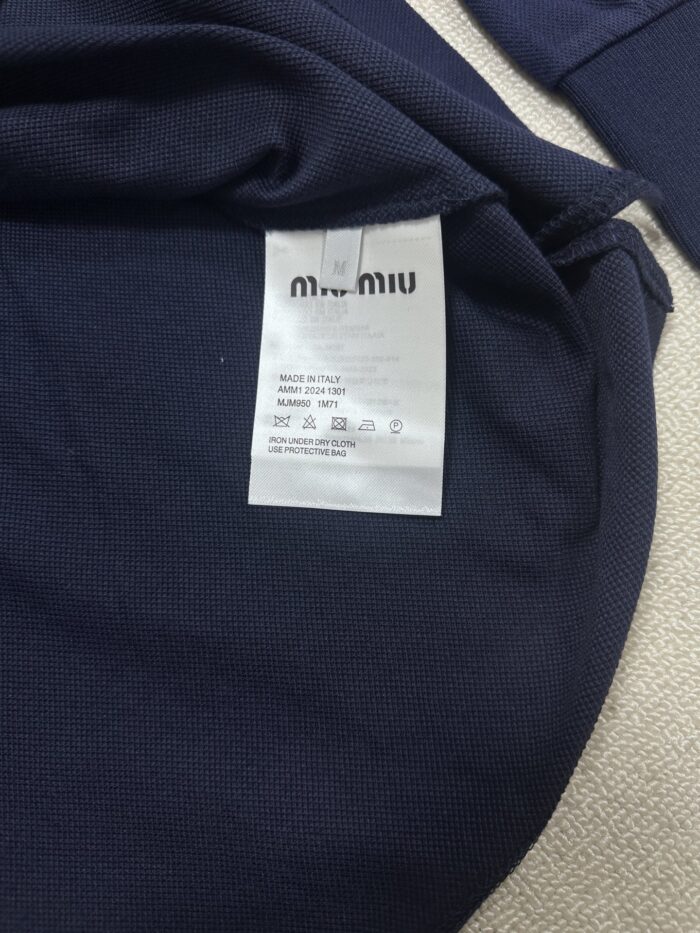 M
miu miu
MADE IN ITALY
AMM1 2024 1301
MJM950 1M71
P
IRON UNDER DRY CLOTH
USE PROTECTIVE BAG